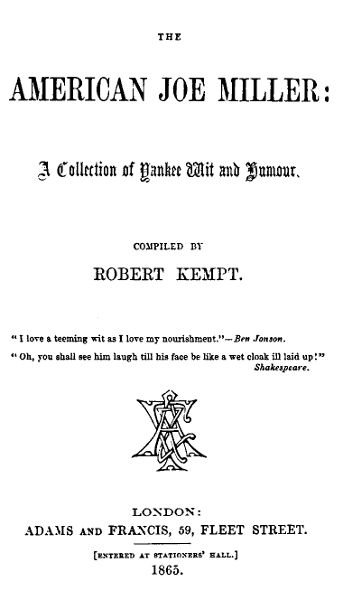 THE
AMERICAN JOE MILLER:
A Collection of Yankee Wit and Humour.
COMPILED BY
ROBERT KEMPT.
"I love a teeming wit as I love my nourishment."—Ben Jonson.
"Oh, you shall see him laugh till his face be like a wet cloak ill laid up!"
Shakespeare.
LONDON:
ADAMS AND FRANCIS, 59, FLEET STREET.
[ENTERED AT STATIONERS' HALL.]
1865.